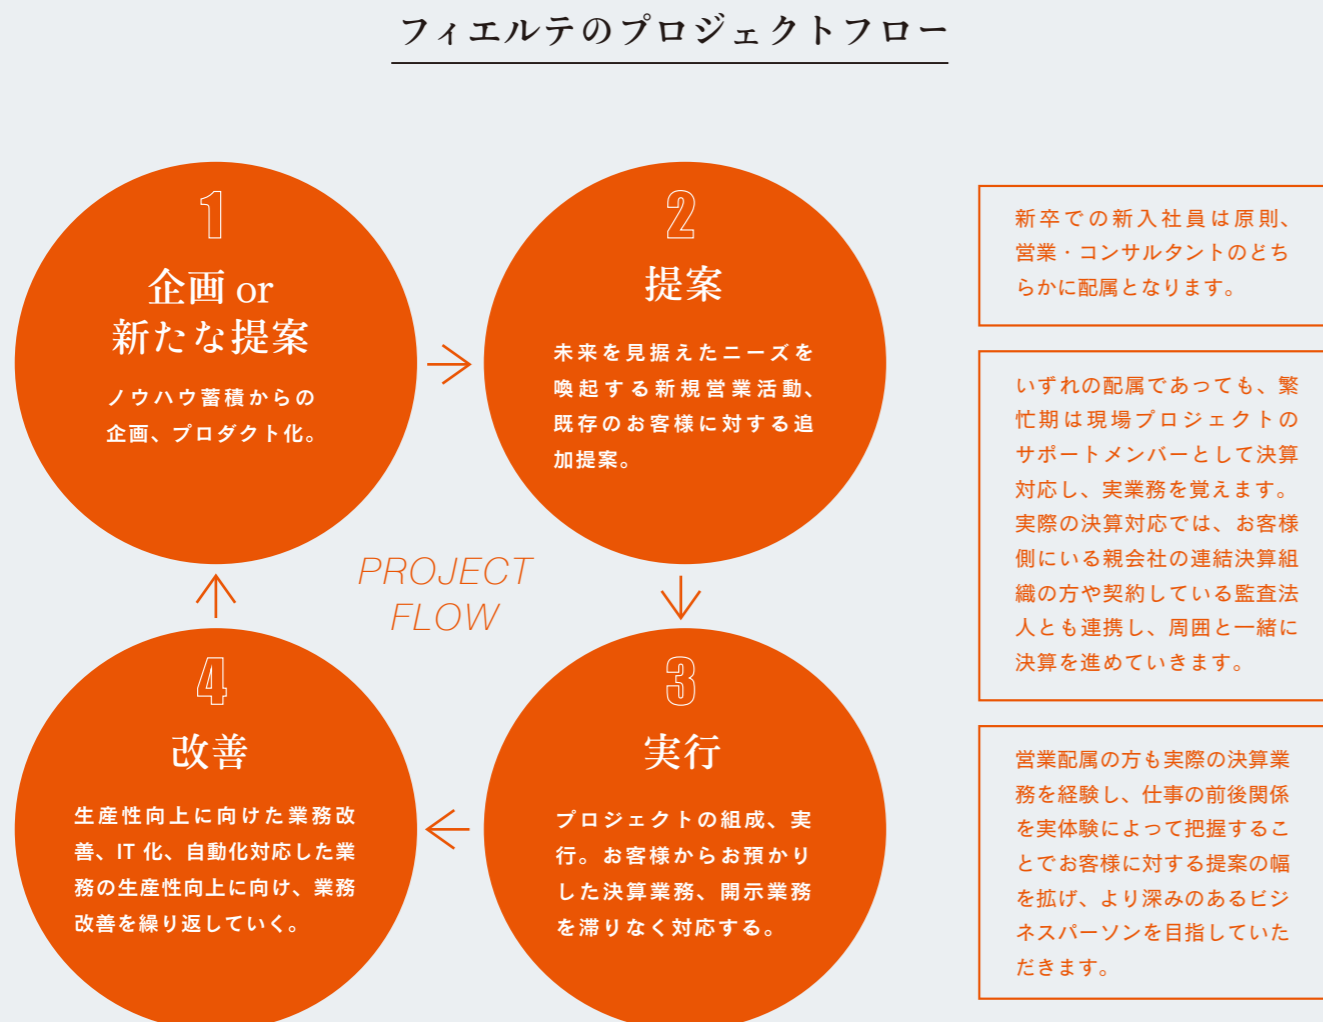 フィエルテのプロジェクトフロー
1
企画 or
新たな提案
ノウハウ蓄積からの
企画、プロダクト化。
2
提案
未来を見据えたニーズを
喚起する新規営業活動、
既存のお客様に対する追
加提案。
PROJECT
FLOW
3
実行
プロジェクトの組成、実
行。お客様からお預かり
した決算業務、開示業務
を滞りなく対応する。
4
改善
生産性向上に向けた業務改
善、IT 化、自動化対応した業
務の生産性向上に向け、業務
改善を繰り返していく。
新卒での新入社員は原則、
営業・コンサルタントのどち
らかに配属となります。
いずれの配属であっても、繁
忙期は現場プロジェクトの
サポートメンバーとして決算
対応し、実業務を覚えます。
実際の決算対応では、お客様
側にいる親会社の連結決算組
織の方や契約している監査法
人とも連携し、周囲と一緒に
決算を進めていきます。
営業配属の方も実際の決算業
務を経験し、仕事の前後関係
を実体験によって把握するこ
とでお客様に対する提案の幅
を拡げ、より深みのあるビジ
ネスパーソンを目指していた
だきます。